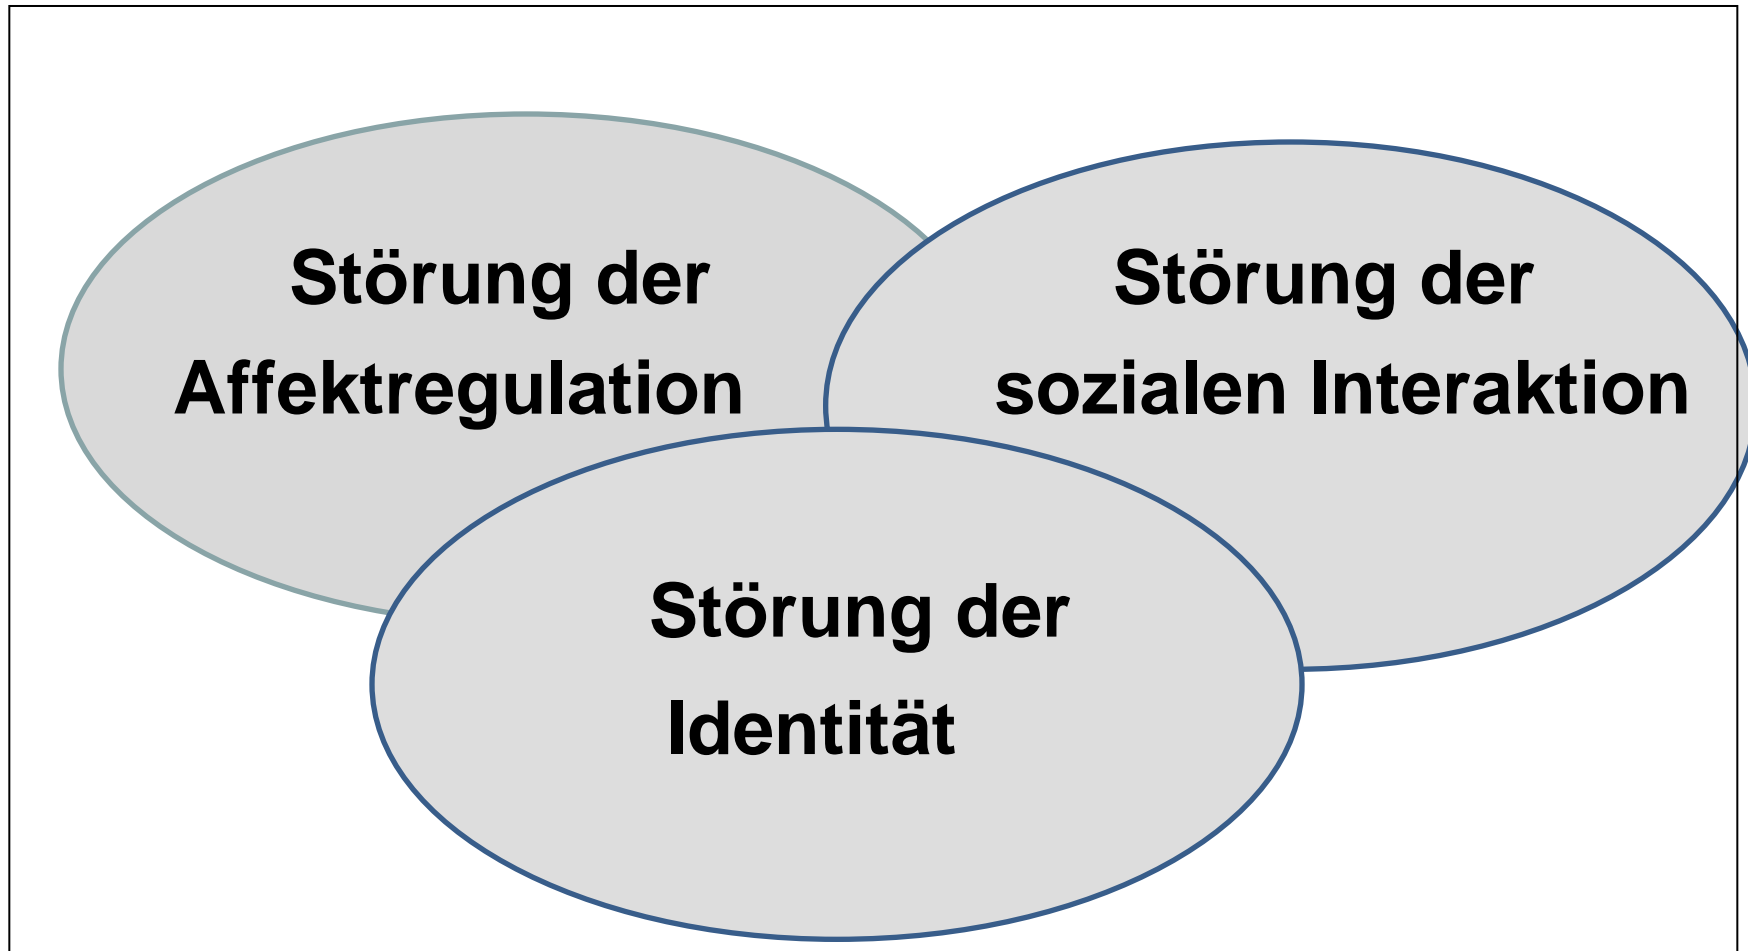 Störung der
Affektregulation
Störung der
sozialen Interaktion
Störung der
Identität